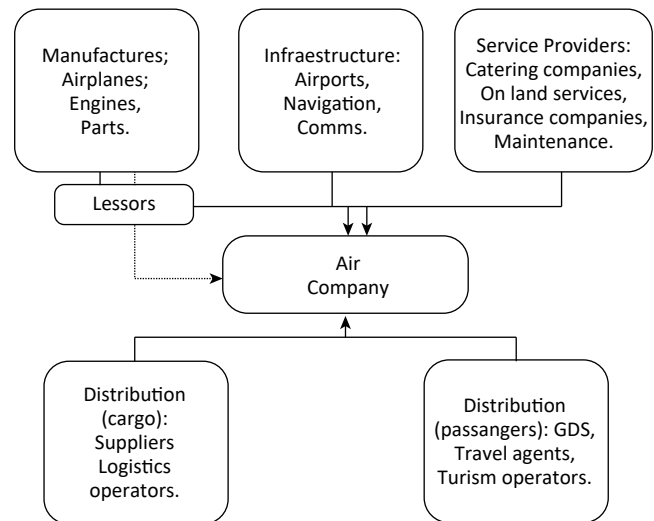 Manufactures;
Airplanes;
Engines,
Parts.
Infraestructure:
Airports,
Navigation,
Comms.
Service Providers:
Catering companies,
On land services,
Insurance companies,
Maintenance.
Lessors
Air
Company
Distribution
(cargo):
Suppliers
Logistics
operators.
Distribution
(passangers): GDS,
Travel agents,
Turism operators.